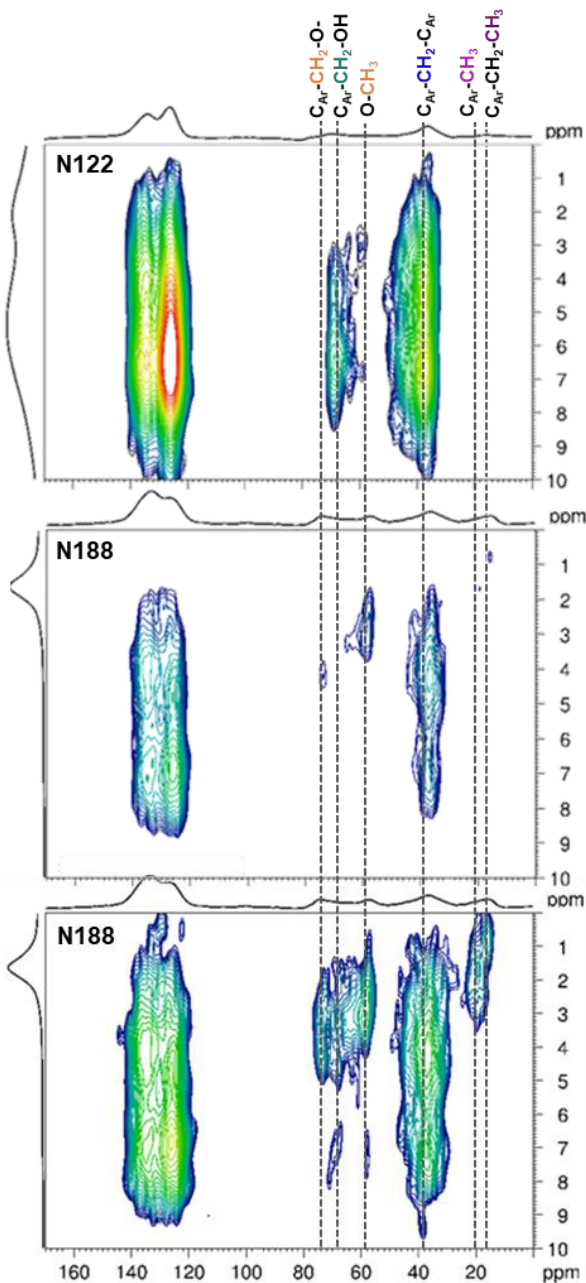 C_Ar-CH₂-O-
C_Ar-CH₂-OH
O-CH₃
C_Ar-CH₂-C_Ar
C_Ar-CH₃
C_Ar-CH₂-CH₃
ppm
N122
1
2
3
4
5
6
7
8
9
10
ppm
N188
1
2
3
4
5
6
7
8
9
10
ppm
N188
1
2
3
4
5
6
7
8
9
10
160 140 120 100 80 60 40 20 ppm